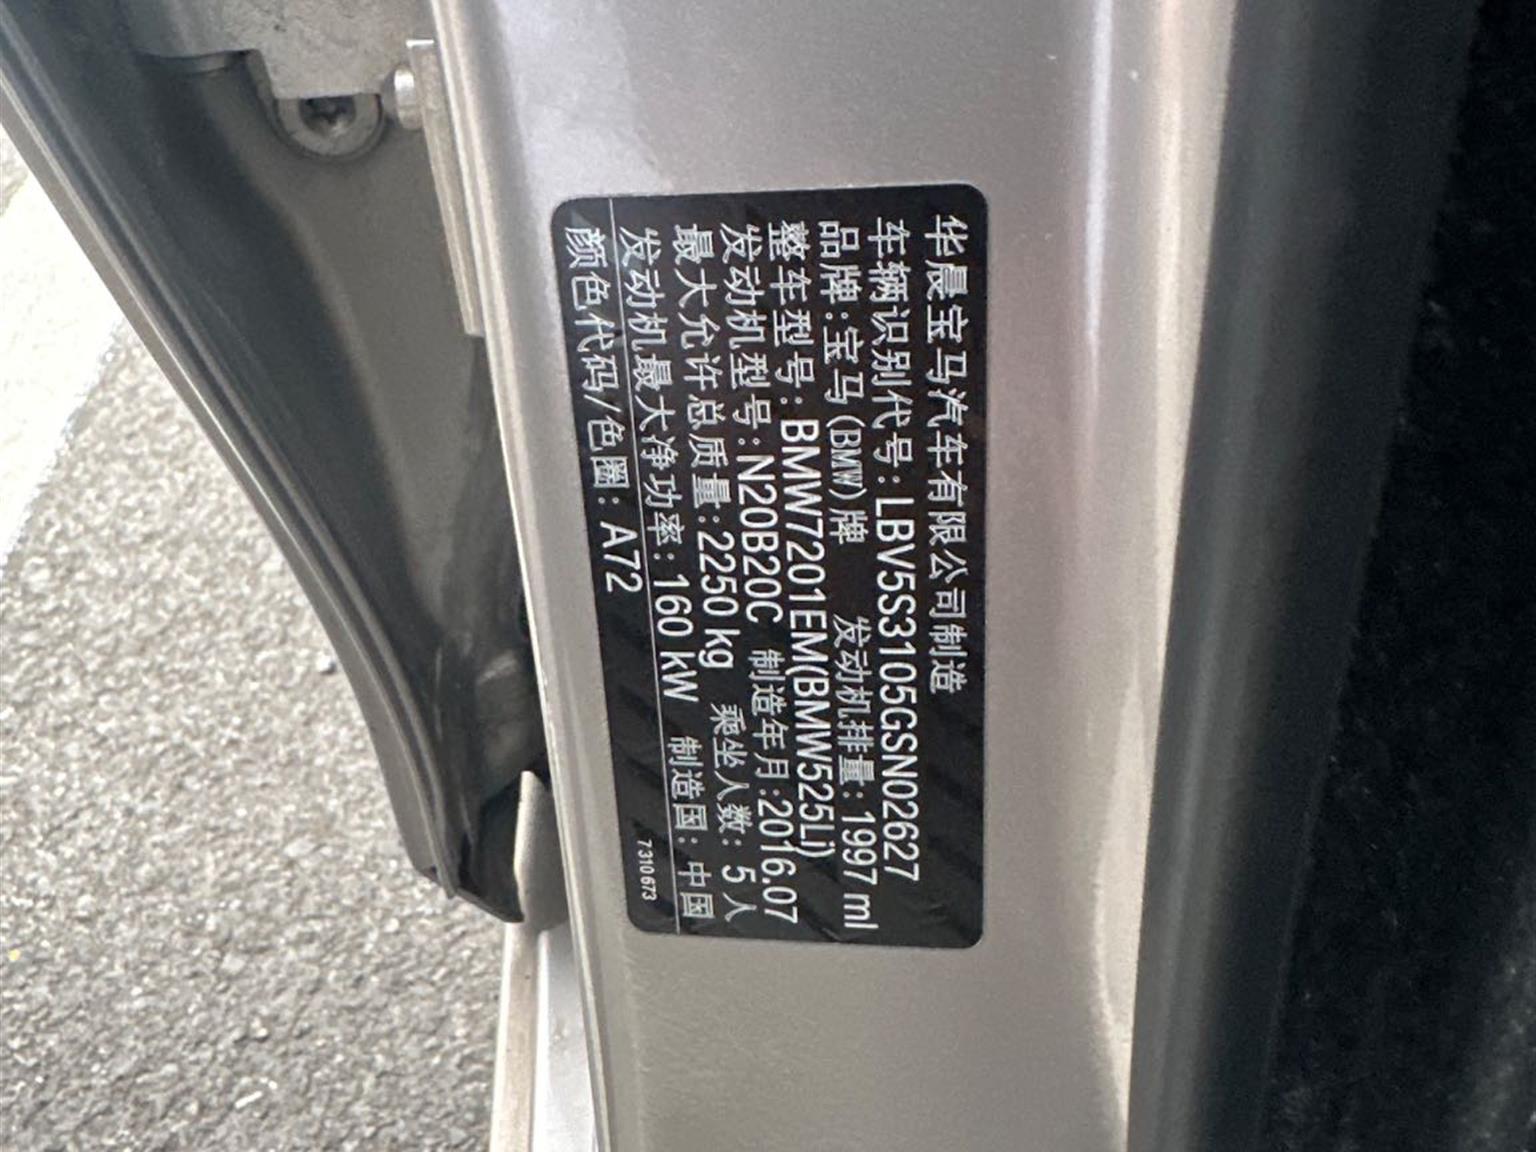 华晨宝马汽车有限公司制造
车辆识别代号:LBV5S3105GSN02627
品牌:宝马(BMW)牌 发动机排量:1997 ml
整车型号:BMW7201EM(BMW525Li)
发动机型号:N20B20C 制造年月:2016.07
最大允许总质量:2250 kg 乘坐人数:5人
发动机最大净功率:160 kW 制造国:中国
颜色代码/色圈:A72 7310673